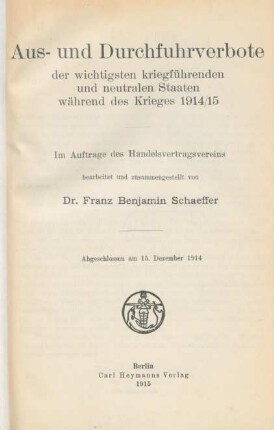 Aus- und Durchfuhrverbote
der wichtigsten kriegführenden
und neutralen Staaten
während des Krieges 1914/15
Im Auftrage des Handelsvertragsvereins
bearbeitet und zusammengestellt von
Dr. Franz Benjamin Schaeffer
Abgeschlossen am 15. Dezember 1914
Berlin
Carl Heymanns Verlag
1915